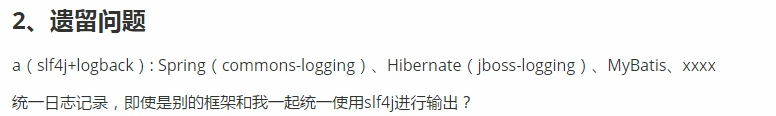 2、遗留问题
a（slf4j+logback）: Spring（commons-logging）、Hibernate（jboss-logging）、MyBatis、xxxx
统一日志记录，即使是别的框架和我一起统一使用slf4j进行输出？